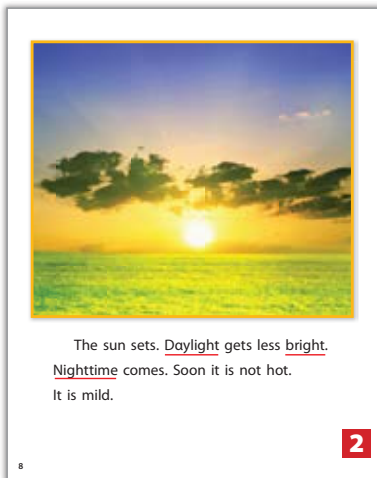 The sun sets. Daylight gets less bright.
Nighttime comes. Soon it is not hot.
It is mild.
2
8